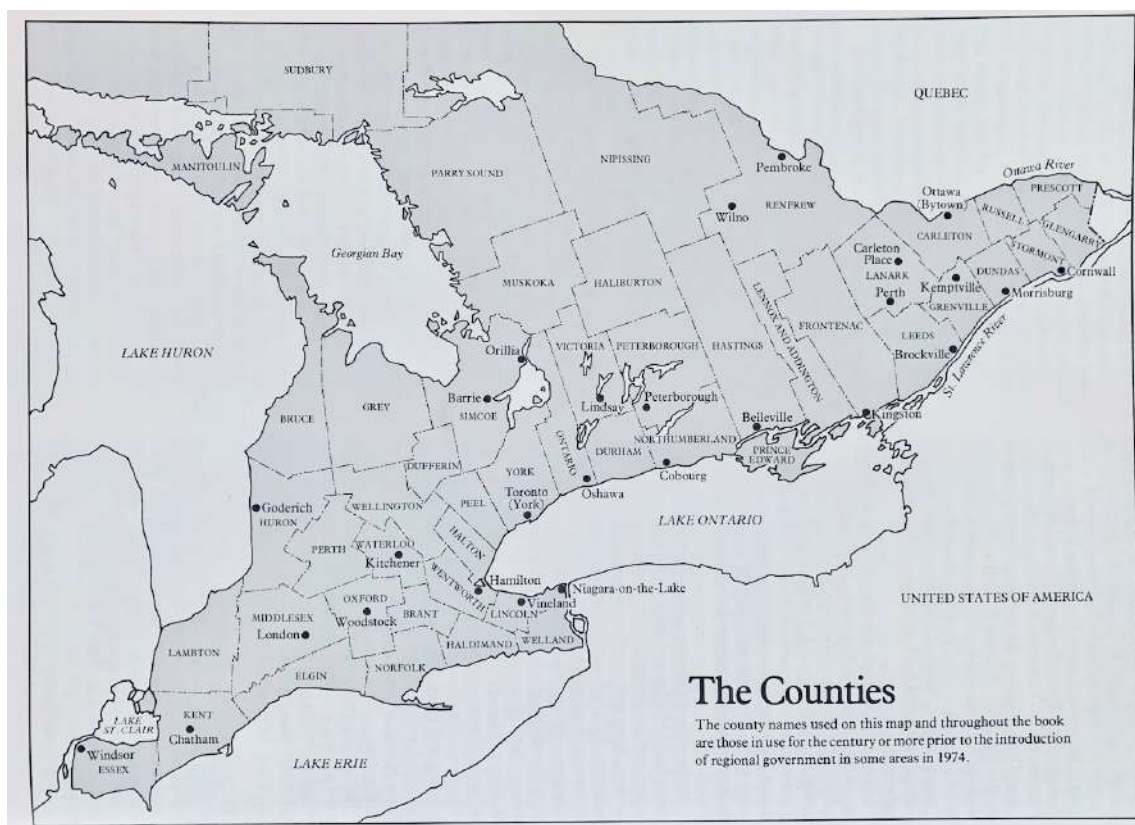 SUDBURY
QUEBEC
MANITOULIN
PARRY SOUND
NIPISSING
Pembroke
Ottawa River
PRESCOTT
Ottawa
(Bytown)
RUSSELL
GLENGARRY
Wilno
RENFREW
CARLETON
STORMONT
Georgian Bay
Carleton
Place
LANARK
DUNDAS
Cornwall
MUSKOKA
HALIBURTON
Kemptville
Perth
GRENVILLE
Morrisburg
LENNOX AND ADDINGTON
FRONTENAC
LEEDS
Brockville
St. Lawrence River
LAKE HURON
Orillia
VICTORIA
PETERBOROUGH
HASTINGS
Barrie
SIMCOE
Lindsay
Peterborough
Belleville
Kingston
BRUCE
GREY
NORTHUMBERLAND
PRINCE
EDWARD
DUFFERIN
YORK
ONTARIO
DURHAM
Cobourg
Oshawa
Goderich
HURON
WELLINGTON
PEEL
Toronto
(York)
LAKE ONTARIO
PERTH
WATERLOO
Kitchener
HALTON
WENTWORTH
Hamilton
Niagara-on-the-Lake
Vineland
LINCOLN
UNITED STATES OF AMERICA
MIDDLESEX
London
OXFORD
Woodstock
BRANT
HALDIMAND
WELLAND
LAMBTON
ELGIN
NORFOLK
KENT
Chatham
LAKE
ST. CLAIR
Windsor
ESSEX
LAKE ERIE
The Counties
The county names used on this map and throughout the book
are those in use for the century or more prior to the introduction
of regional government in some areas in 1974.